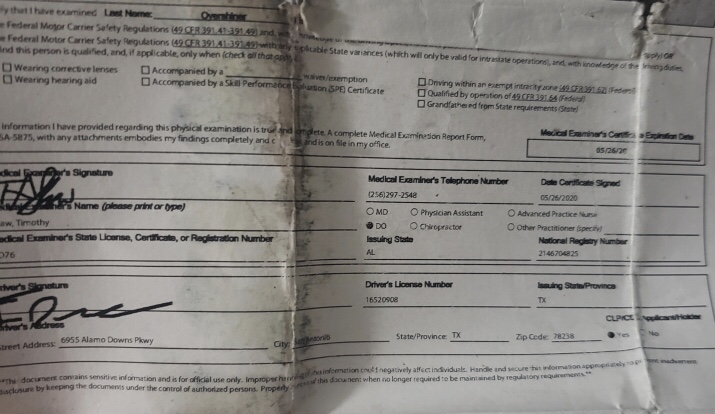 that I have examined Last Name: Overshiner
Federal Motor Carrier Safety Regulations (49 CFR 391.41-391.49) and, with
Federal Motor Carrier Safety Regulations (49 CFR 391.41-391.49) with any applicable State variances (which will only be valid for intrastate operations), and, with knowledge of the driving duties,
find this person is qualified, and, if applicable, only when (check all that
Wearing corrective lenses Accompanied by a waiver/exemption Driving within an exempt intracity zone (49 CFR 391.62) (Federal)
Wearing hearing aid Accompanied by a Skill Performance Evaluation (SPE) Certificate Qualified by operation of 49 CFR 391.64 (Federal)
Grandfathered from State requirements (State)
information I have provided regarding this physical examination is true and complete. A complete Medical Examination Report Form,
SA-5875, with any attachments embodies my findings completely and c and is on file in my office.
Medical Examiner's Certificate Expiration Date
05/26/20
dical Examiner's Signature
Medical Examiner's Telephone Number Date Certificate Signed
(256)297-2548 05/26/2020
Name (please print or type)
aw, Timothy
MD Physician Assistant Advanced Practice Nurse
DO Chiropractor Other Practitioner (specify)
edical Examiner's State License, Certificate, or Registration Number Issuing State National Registry Number
076 AL 2146704825
river's Signature Driver's License Number Issuing State/Province
16520908 TX
river's Address CLP/CDL Applicant/Holder
treet Address: 6955 Alamo Downs Pkwy City: State/Province: TX Zip Code: 78238 Yes No
**This document contains sensitive information and is for official use only. Improper handling of this information could negatively affect individuals. Handle and secure this information appropriately to prevent inadvertent
disclosure by keeping the documents under the control of authorized persons. Properly of this document when no longer required to be maintained by regulatory requirements.**